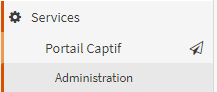 Services
Portail Captif
Administration